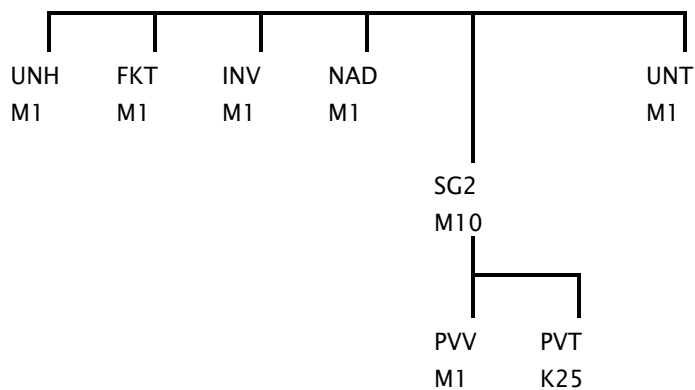 UNH FKT INV NAD UNT
M1 M1 M1 M1 M1
SG2
M10
PVV PVT
M1 K25